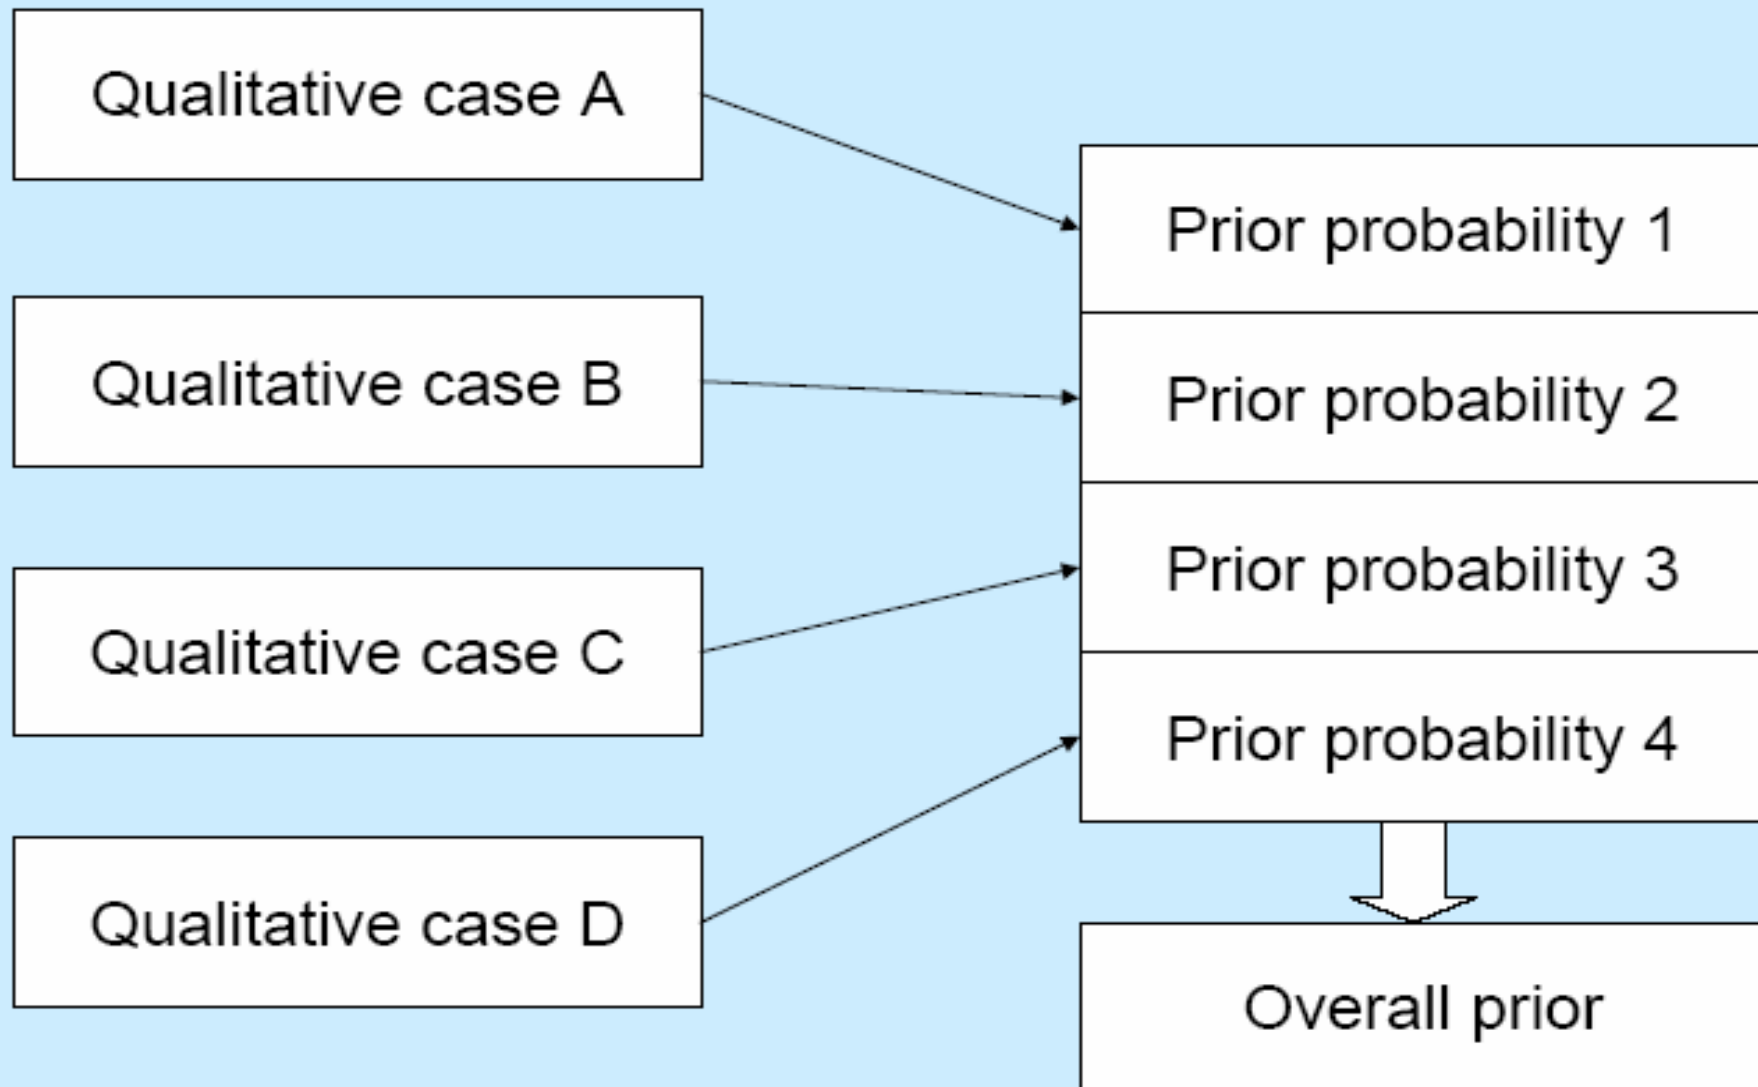 Qualitative case A
Qualitative case B
Qualitative case C
Qualitative case D
Prior probability 1
Prior probability 2
Prior probability 3
Prior probability 4
Overall prior